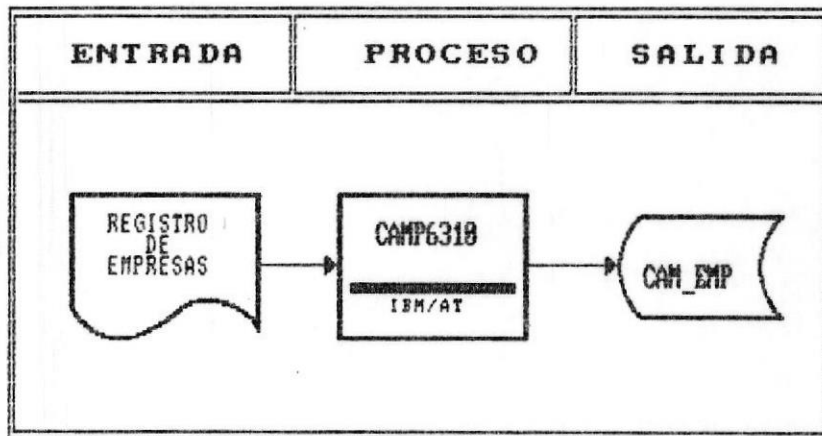 ENTRADA
PROCESO
SALIDA
REGISTRO
DE
EMPRESAS
CAMP6310
IBM/AT
CAM_EMP